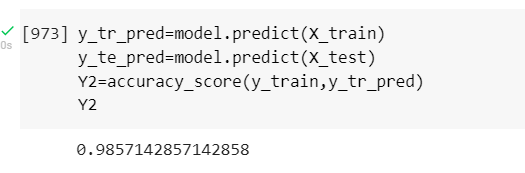 [973] y_tr_pred=model.predict(X_train)
y_te_pred=model.predict(X_test)
0s
Y2=accuracy_score(y_train,y_tr_pred)
Y2
0.9857142857142858